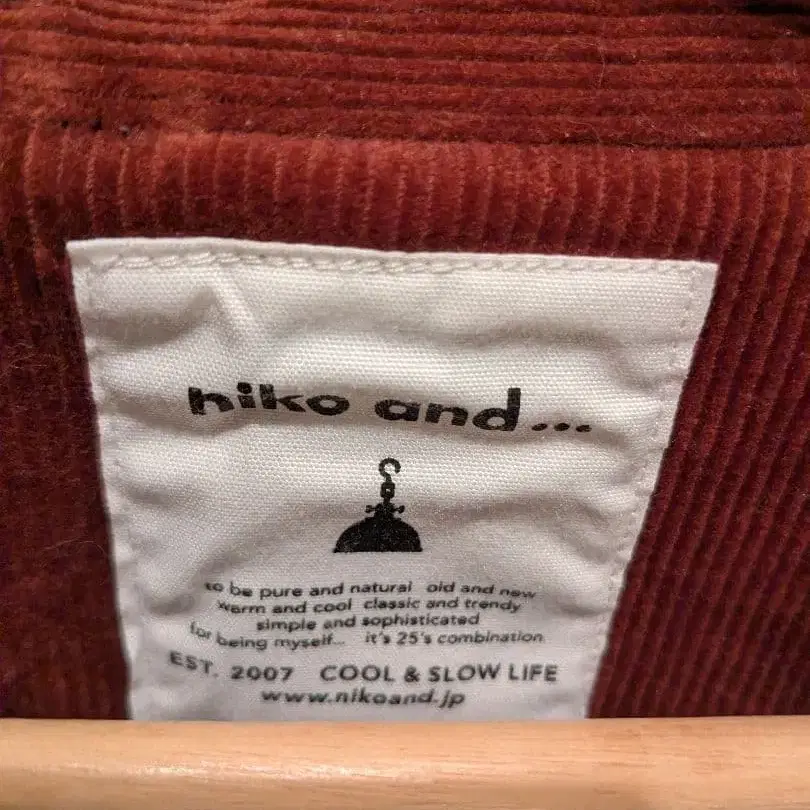 niko and...
to be pure and natural old and new
warm and cool classic and trendy
simple and sophisticated
for being myself... it's 25's combination
EST. 2007 COOL & SLOW LIFE
www.nikoand.jp